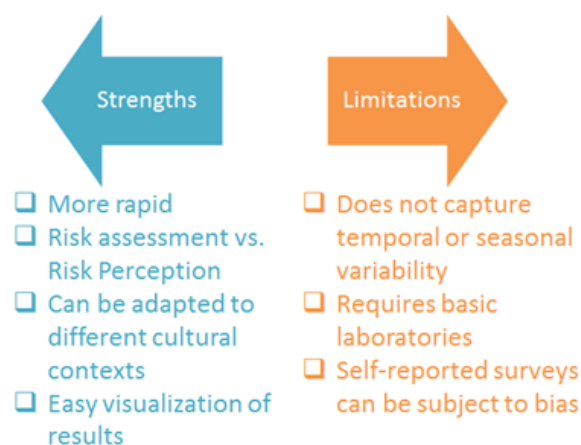 Strengths
Limitations
❑ More rapid
❑ Risk assessment vs.
Risk Perception
❑ Can be adapted to
different cultural
contexts
❑ Easy visualization of
results
❑ Does not capture
temporal or seasonal
variability
❑ Requires basic
laboratories
❑ Self-reported surveys
can be subject to bias